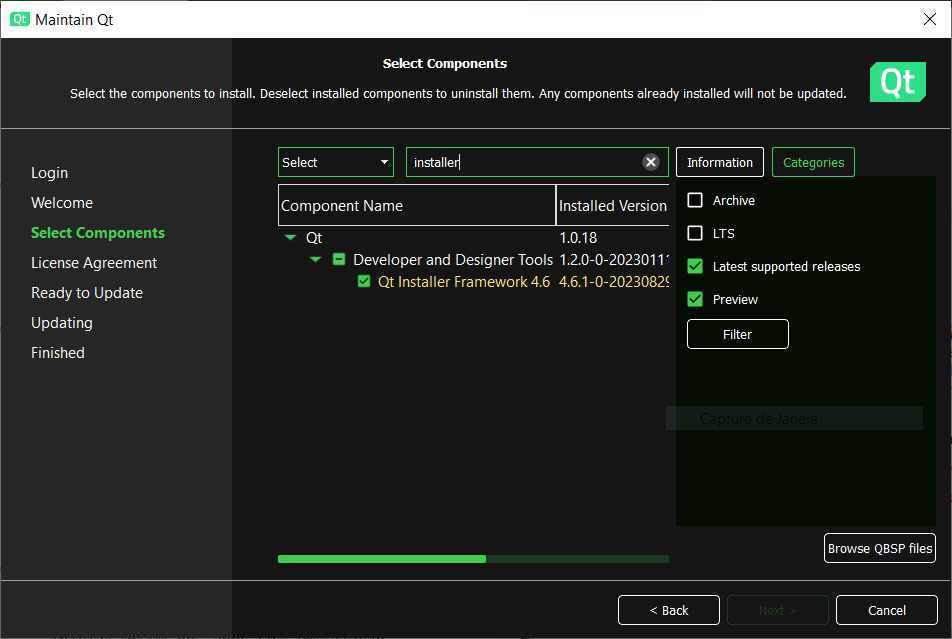 Qt Maintain Qt
Select Components
Select the components to install. Deselect installed components to uninstall them. Any components already installed will not be updated.
Qt
Login
Welcome
Select Components
License Agreement
Ready to Update
Updating
Finished
Select
installer
Information
Categories
Component Name
Installed Version
Qt
1.0.18
Developer and Designer Tools
1.2.0-0-20230111
Qt Installer Framework 4.6
4.6.1-0-20230829
Archive
LTS
Latest supported releases
Preview
Filter
Captura de Janela
Browse QBSP files
< Back
Next >
Cancel